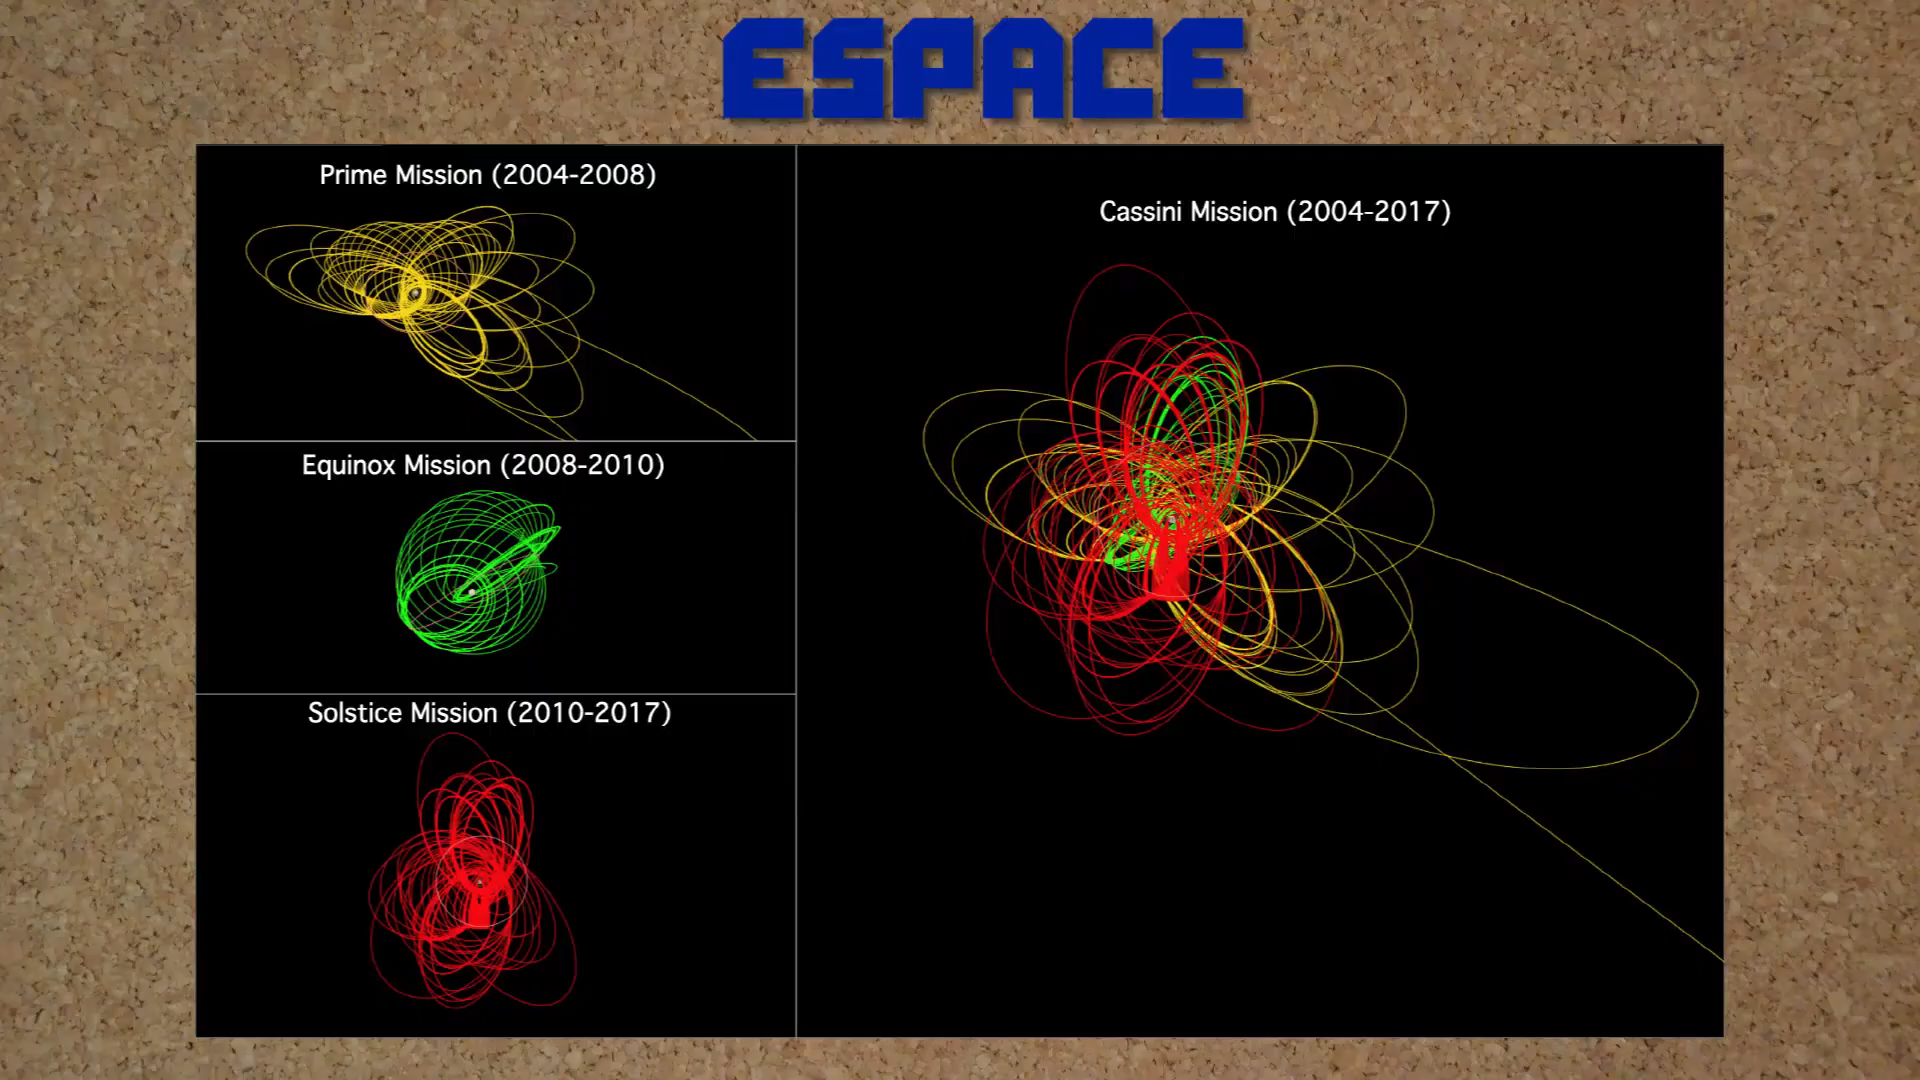 ESPACE
Prime Mission (2004-2008)
Equinox Mission (2008-2010)
Solstice Mission (2010-2017)
Cassini Mission (2004-2017)